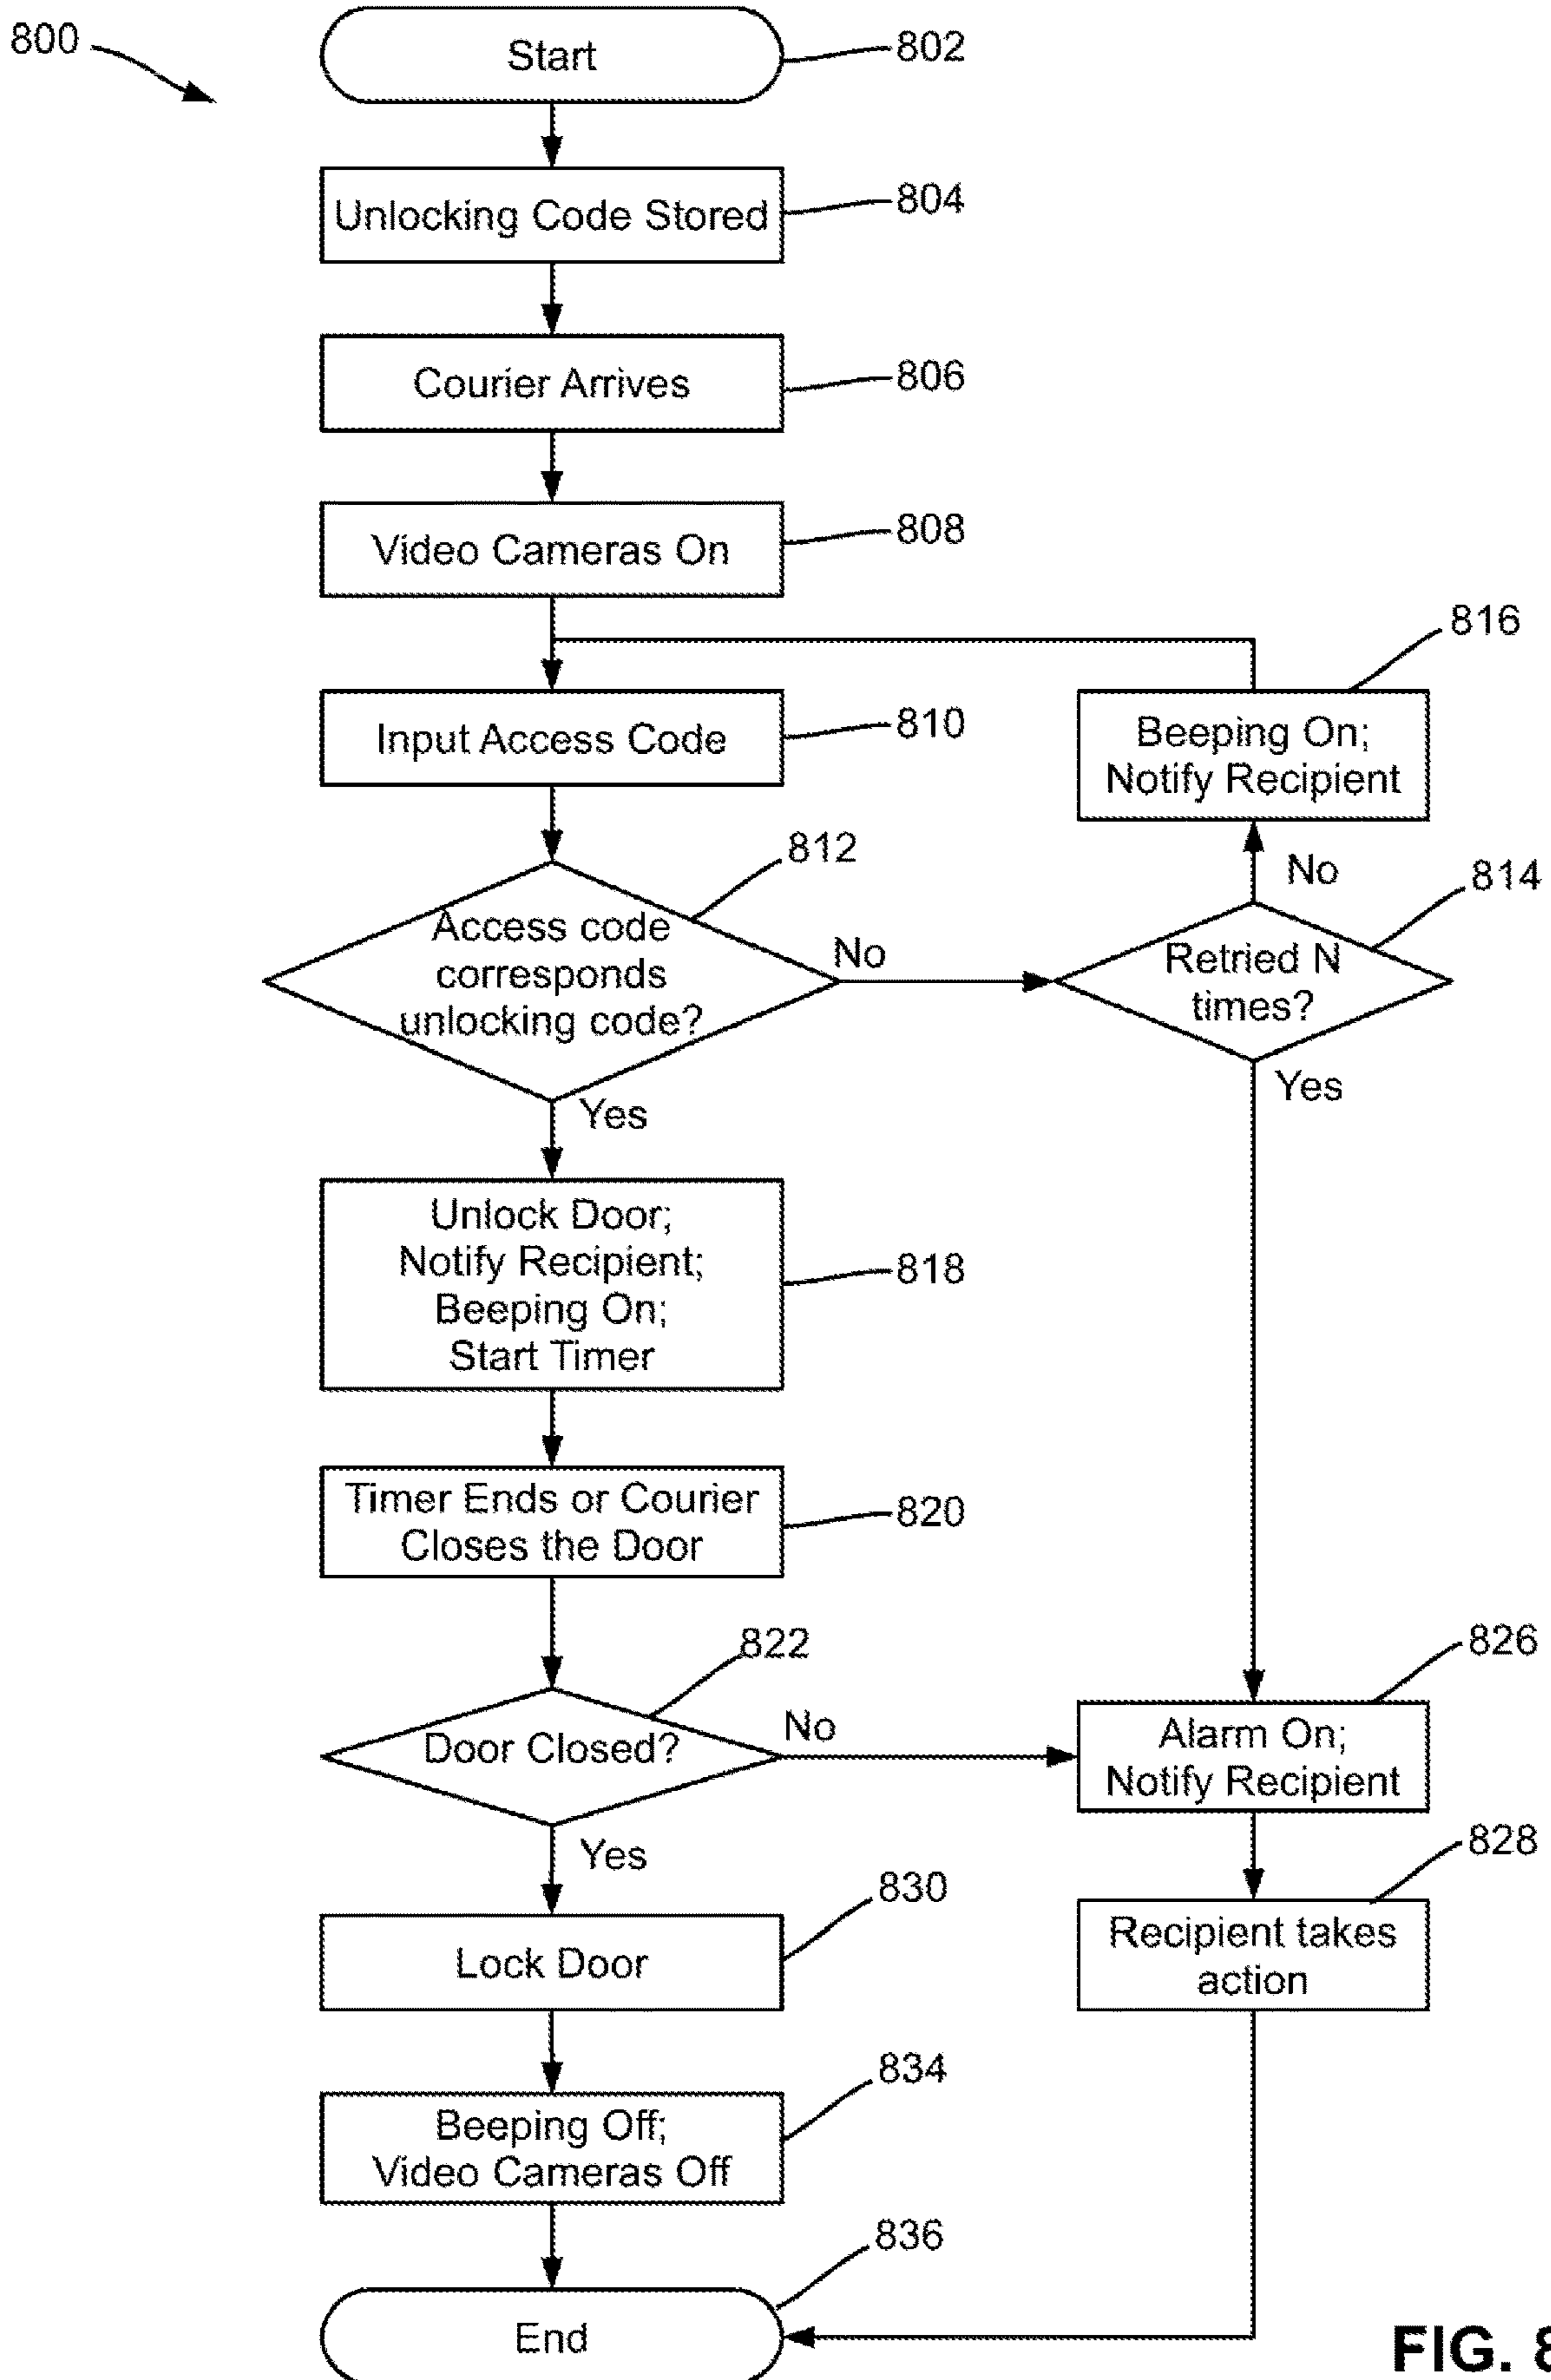 800
Start
802
Unlocking Code Stored
804
Courier Arrives
806
Video Cameras On
808
816
Input Access Code
810
Beeping On;
Notify Recipient
812
No
814
Access code
corresponds
unlocking code?
No
Retried N
times?
Yes
Yes
Unlock Door;
Notify Recipient;
Beeping On;
Start Timer
818
Timer Ends or Courier
Closes the Door
820
822
826
Door Closed?
No
Alarm On;
Notify Recipient
Yes
828
830
Lock Door
Recipient takes
action
834
Beeping Off;
Video Cameras Off
836
End
FIG. 8